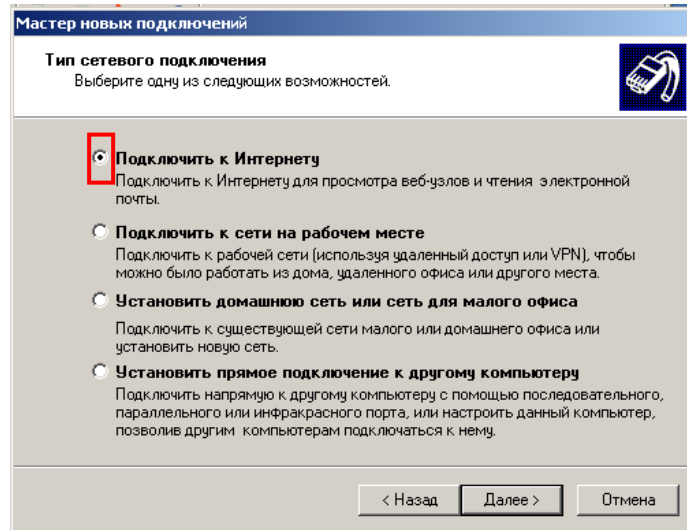 Мастер новых подключений
Тип сетевого подключения
Выберите одну из следующих возможностей.
Подключить к Интернету
Подключить к Интернету для просмотра веб-узлов и чтения электронной
почты.
Подключить к сети на рабочем месте
Подключить к рабочей сети (используя удаленный доступ или VPN), чтобы
можно было работать из дома, удаленного офиса или другого места.
Установить домашнюю сеть или сеть для малого офиса
Подключить к существующей сети малого или домашнего офиса или
установить новую сеть.
Установить прямое подключение к другому компьютеру
Подключить напрямую к другому компьютеру с помощью последовательного,
параллельного или инфракрасного порта, или настроить данный компьютер,
позволив другим компьютерам подключаться к нему.
< Назад Далее > Отмена